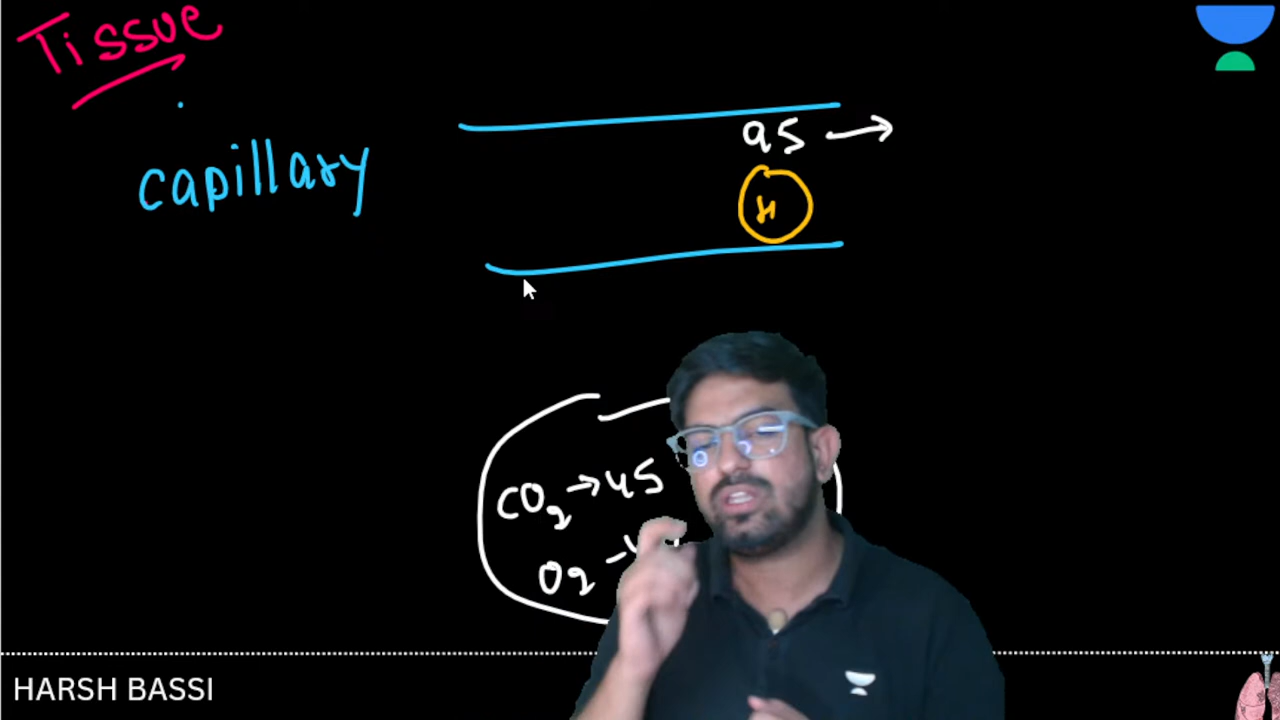 Tissue
capillary
95 →
H
CO₂ → 45
O₂ →
HARSH BASSI